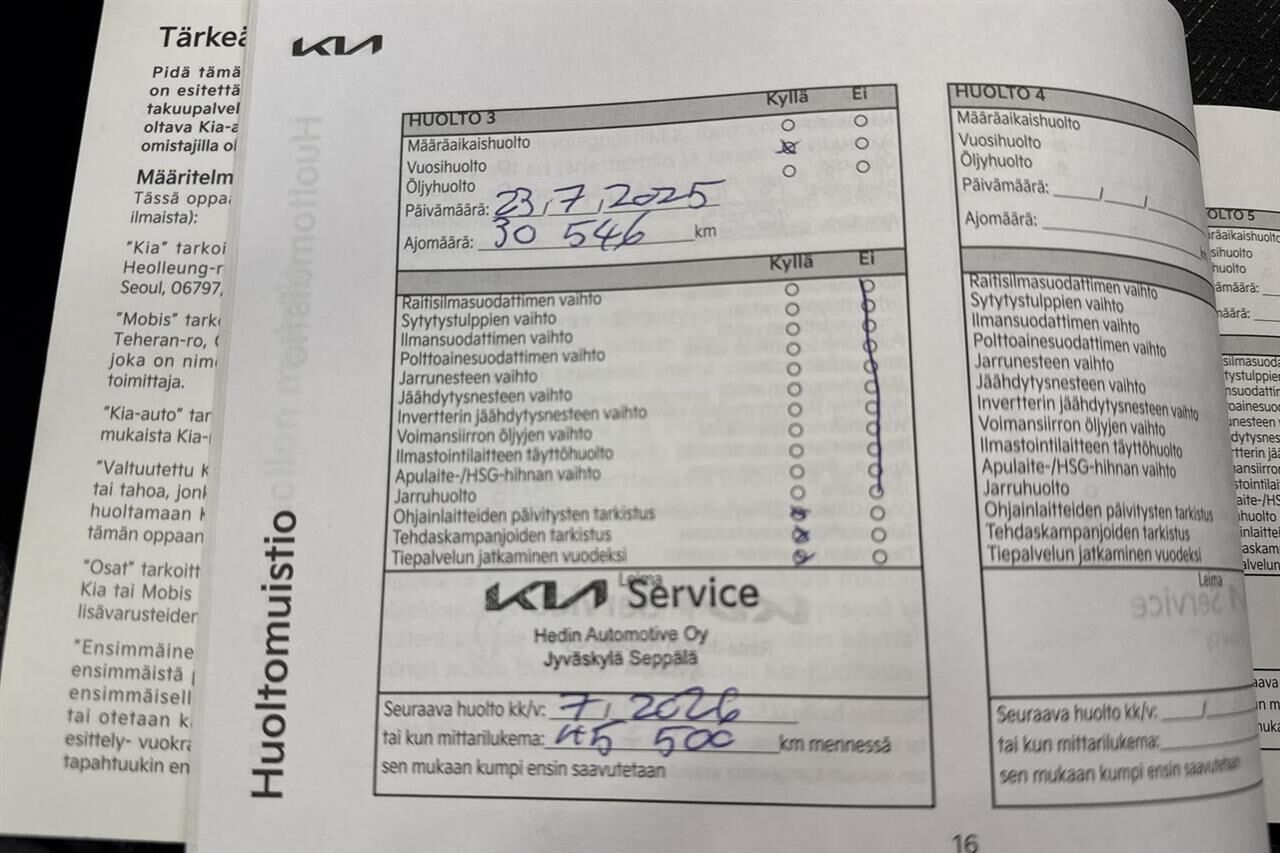 Tärkeä
Pidä tämä
on esitettä
takuupalvel
oltava Kia-a
omistajilla ol
Määritelm
Tässä oppa
ilmaista):
"Kia" tarkoi
Heolleung-r
Seoul, 06797,
"Mobis" tark
Teheran-ro,
joka on nim
toimittaja.
"Kia-auto" tar
mukaista Kia-
"Valtuutettu K
tai tahoa, jonk
huoltamaan k
tämän oppaan
"Osat" tarkoitt
Kia tai Mobis
lisävarusteider
"Ensimmäine
ensimmäistä
ensimmäisell
tai otetaan k
esittely- vuokra
tapahtuukin en
KIA
Huoltomuistio
HUOLTO 3 Kyllä Ei
Määräaikaishuolto
Vuosihuolto
Öljyhuolto
Päivämäärä: 23 / 7 / 2025
Ajomäärä: 30 546 km
Kyllä Ei
Raitisilmasuodattimen vaihto
Sytytystulppien vaihto
Ilmansuodattimen vaihto
Polttoainesuodattimen vaihto
Jarrunesteen vaihto
Jäähdytysnesteen vaihto
Invertterin jäähdytysnesteen vaihto
Voimansiirron öljyjen vaihto
Ilmastointilaitteen täyttöhuolto
Apulaite-/HSG-hihnan vaihto
Jarruhuolto
Ohjainlaitteiden päivitysten tarkistus
Tehdaskampanjoiden tarkistus
Tiepalvelun jatkaminen vuodeksi
Leima
KIA Service
Hedin Automotive Oy
Jyväskylä Seppälä
Seuraava huolto kk/v: 7 / 2026
tai kun mittarilukema: 45 500 km mennessä
sen mukaan kumpi ensin saavutetaan
HUOLTO 4
Määräaikaishuolto
Vuosihuolto
Öljyhuolto
Päivämäärä: / /
Ajomäärä:
Raitisilmasuodattimen vaihto
Sytytystulppien vaihto
Ilmansuodattimen vaihto
Polttoainesuodattimen vaihto
Jarrunesteen vaihto
Jäähdytysnesteen vaihto
Invertterin jäähdytysnesteen vaihto
Voimansiirron öljyjen vaihto
Ilmastointilaitteen täyttöhuolto
Apulaite-/HSG-hihnan vaihto
Jarruhuolto
Ohjainlaitteiden päivitysten tarkistus
Tehdaskampanjoiden tarkistus
Tiepalvelun jatkaminen vuodeksi
Leima
Seuraava huolto kk/v: /
tai kun mittarilukema:
sen mukaan kumpi ensin saavutetaan
16
OLTO 5
räaikaishuolto
sihuolto
huolto
ämäärä:
määrä: